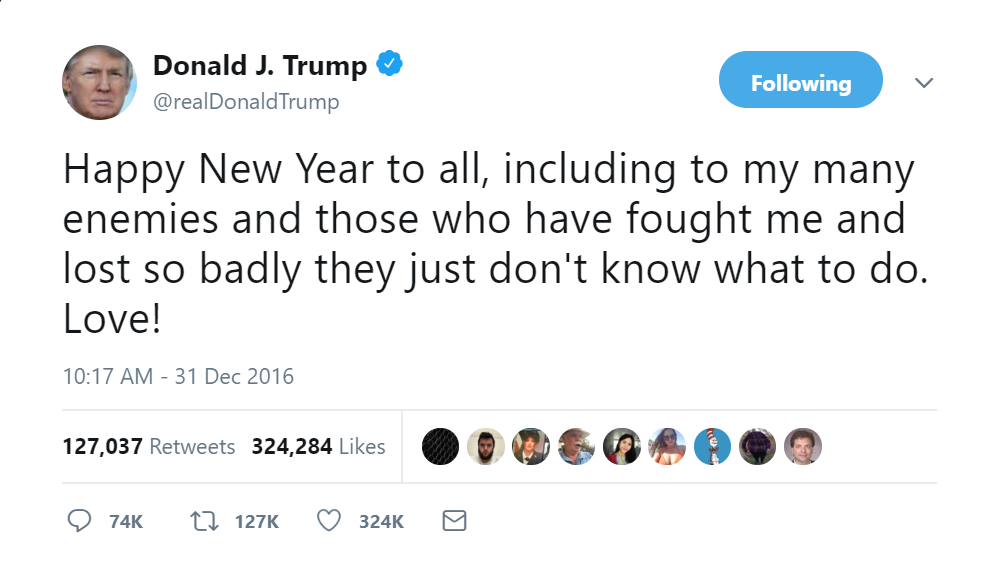 Donald J. Trump
@realDonaldTrump
Following
Happy New Year to all, including to my many
enemies and those who have fought me and
lost so badly they just don't know what to do.
Love!
10:17 AM - 31 Dec 2016
127,037 Retweets 324,284 Likes
74K 127K 324K